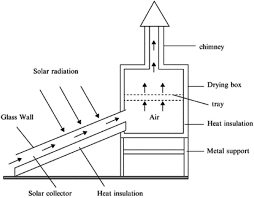 chimney
Solar radiation
Drying box
tray
Glass Wall
Air
Heat insulation
Metal support
Solar collector
Heat insulation